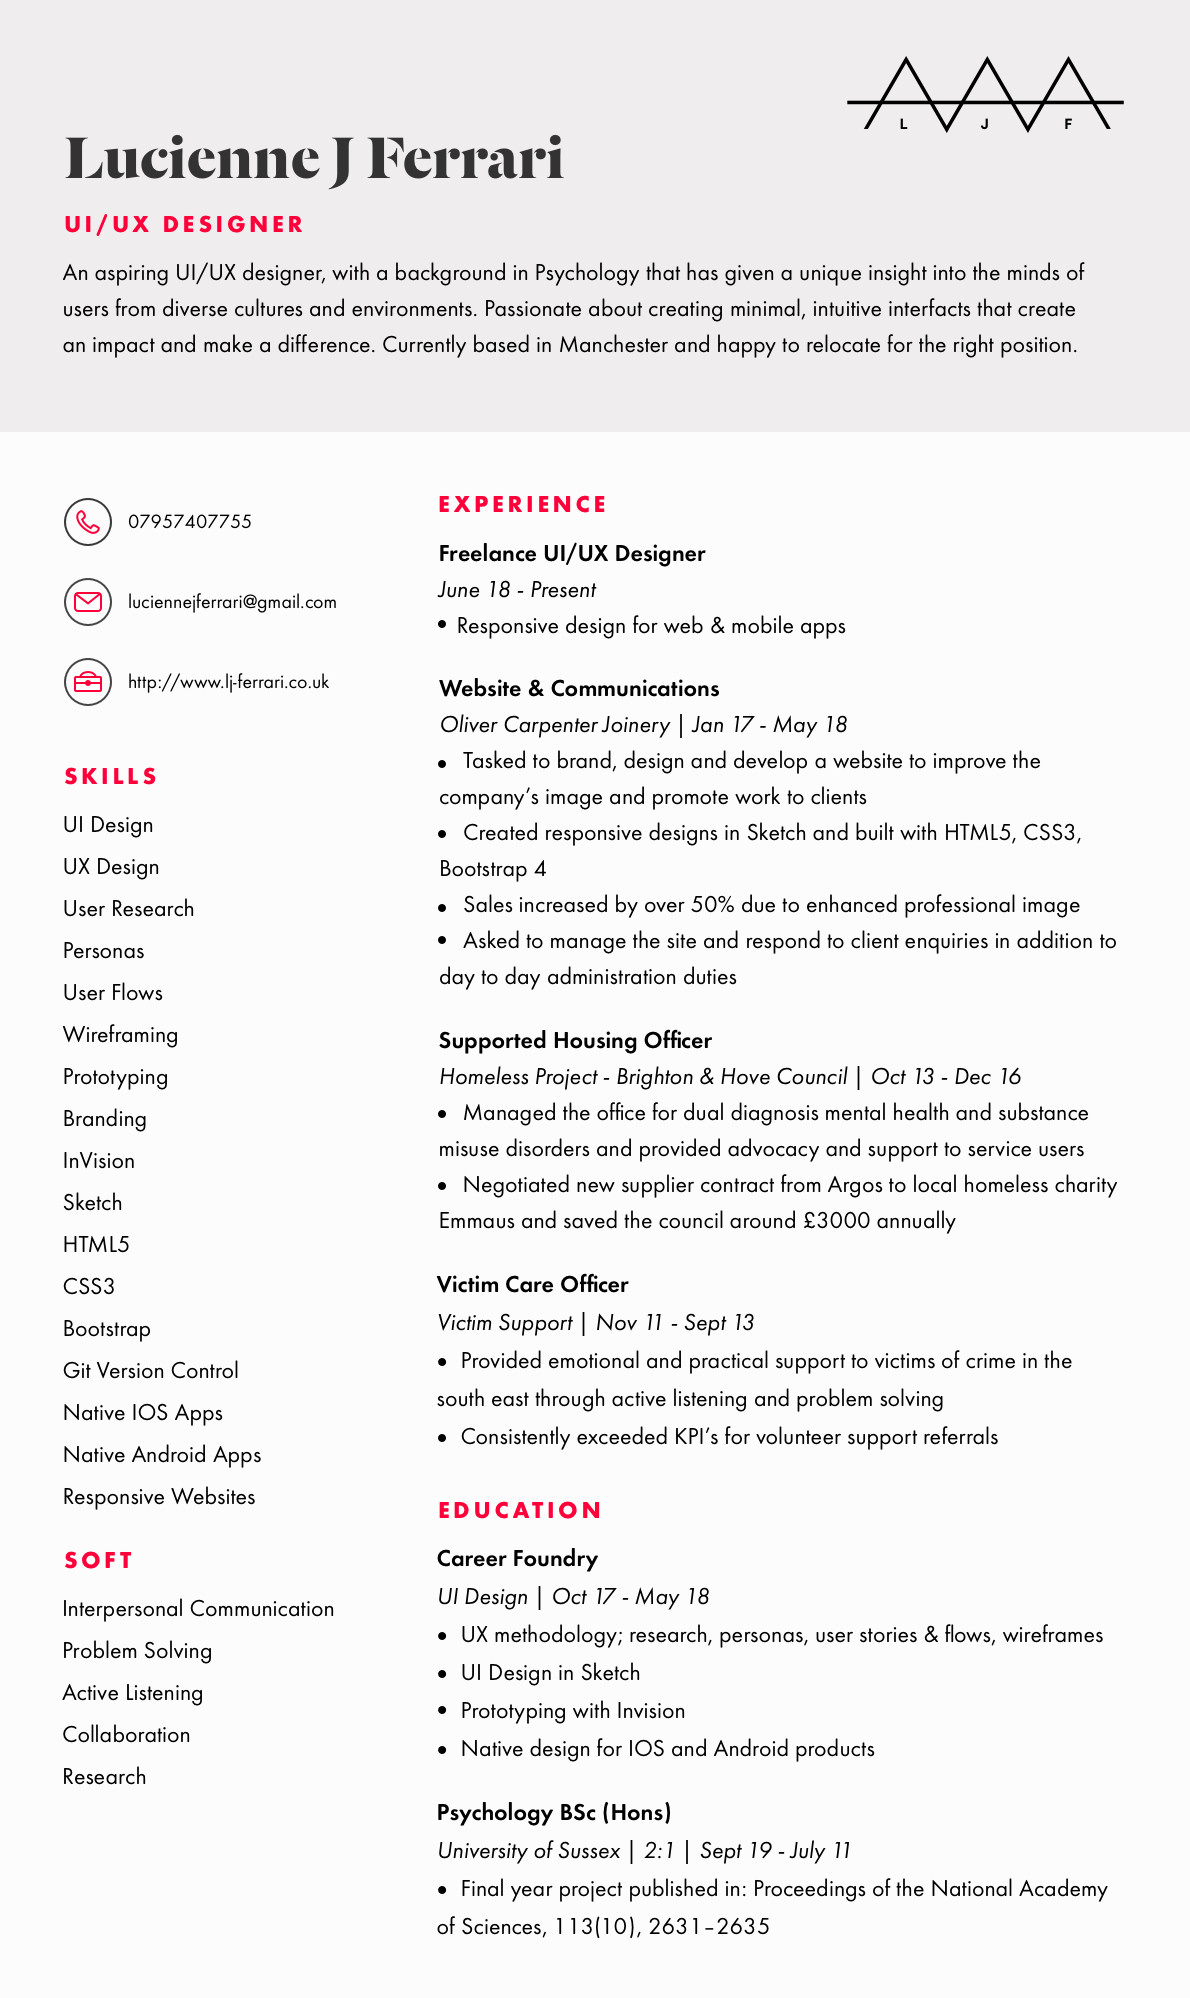 L J F
Lucienne J Ferrari
UI/UX DESIGNER
An aspiring UI/UX designer, with a background in Psychology that has given a unique insight into the minds of
users from diverse cultures and environments. Passionate about creating minimal, intuitive interfacts that create
an impact and make a difference. Currently based in Manchester and happy to relocate for the right position.
07957407755
luciennejferrari@gmail.com
http://www.lj-ferrari.co.uk
SKILLS
UI Design
UX Design
User Research
Personas
User Flows
Wireframing
Prototyping
Branding
InVision
Sketch
HTML5
CSS3
Bootstrap
Git Version Control
Native IOS Apps
Native Android Apps
Responsive Websites
SOFT
Interpersonal Communication
Problem Solving
Active Listening
Collaboration
Research
EXPERIENCE
Freelance UI/UX Designer
June 18 - Present
• Responsive design for web & mobile apps
Website & Communications
Oliver Carpenter Joinery | Jan 17 - May 18
• Tasked to brand, design and develop a website to improve the
company’s image and promote work to clients
• Created responsive designs in Sketch and built with HTML5, CSS3,
Bootstrap 4
• Sales increased by over 50% due to enhanced professional image
• Asked to manage the site and respond to client enquiries in addition to
day to day administration duties
Supported Housing Officer
Homeless Project - Brighton & Hove Council | Oct 13 - Dec 16
• Managed the office for dual diagnosis mental health and substance
misuse disorders and provided advocacy and support to service users
• Negotiated new supplier contract from Argos to local homeless charity
Emmaus and saved the council around £3000 annually
Victim Care Officer
Victim Support | Nov 11 - Sept 13
• Provided emotional and practical support to victims of crime in the
south east through active listening and problem solving
• Consistently exceeded KPI’s for volunteer support referrals
EDUCATION
Career Foundry
UI Design | Oct 17 - May 18
• UX methodology; research, personas, user stories & flows, wireframes
• UI Design in Sketch
• Prototyping with Invision
• Native design for IOS and Android products
Psychology BSc (Hons)
University of Sussex | 2:1 | Sept 19 - July 11
• Final year project published in: Proceedings of the National Academy
of Sciences, 113(10), 2631–2635